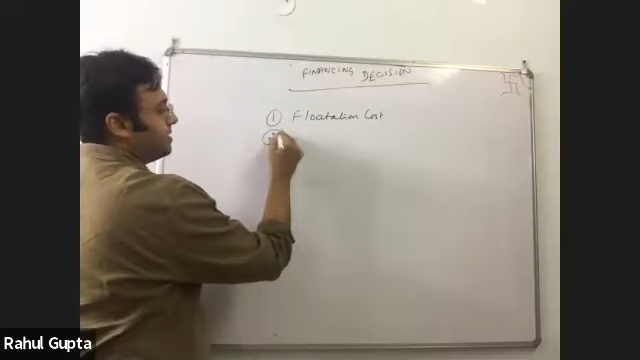 FINANCING DECISION
① Floatation Cost
Rahul Gupta